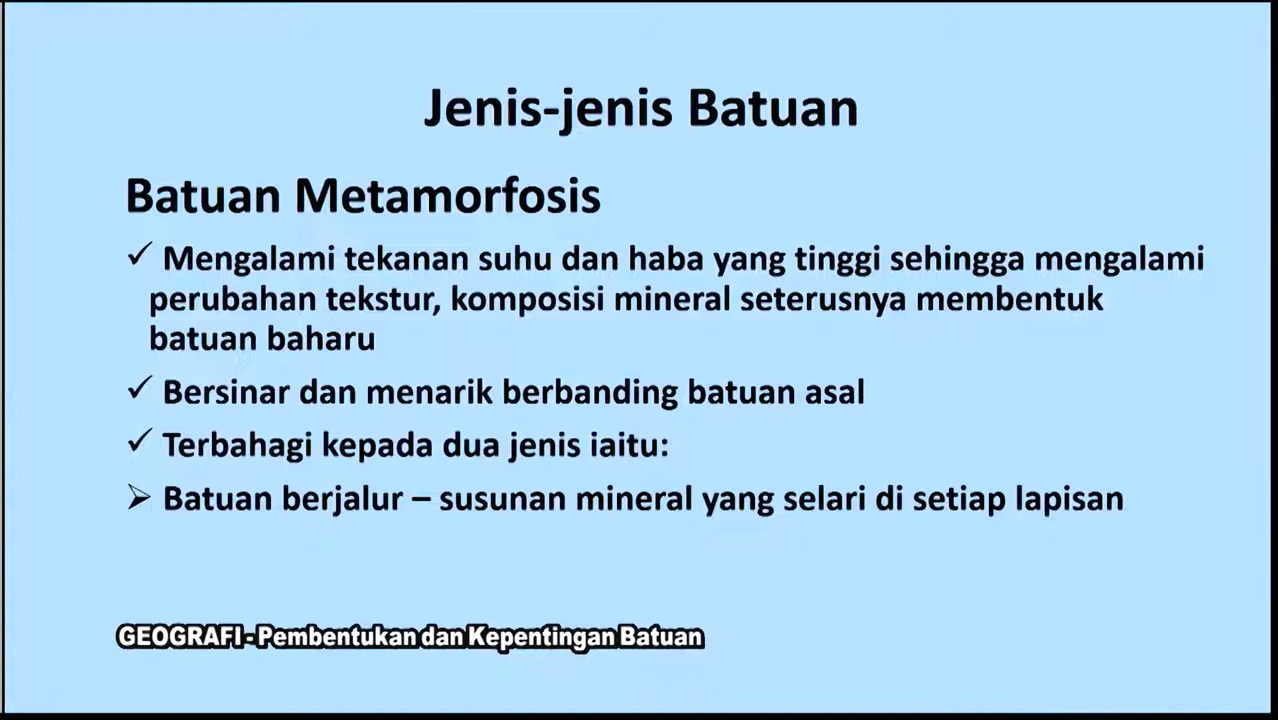 Jenis-jenis Batuan
Batuan Metamorfosis
✓ Mengalami tekanan suhu dan haba yang tinggi sehingga mengalami
perubahan tekstur, komposisi mineral seterusnya membentuk
batuan baharu
✓ Bersinar dan menarik berbanding batuan asal
✓ Terbahagi kepada dua jenis iaitu:
➢ Batuan berjalur – susunan mineral yang selari di setiap lapisan
GEOGRAFI - Pembentukan dan Kepentingan Batuan